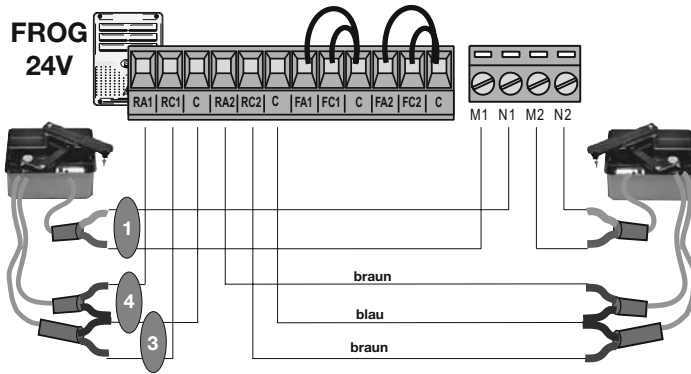 FROG
24V
RA1 RC1 C RA2 RC2 C FA1 FC1 C FA2 FC2 C
M1 N1 M2 N2
1
braun
4
blau
3
braun